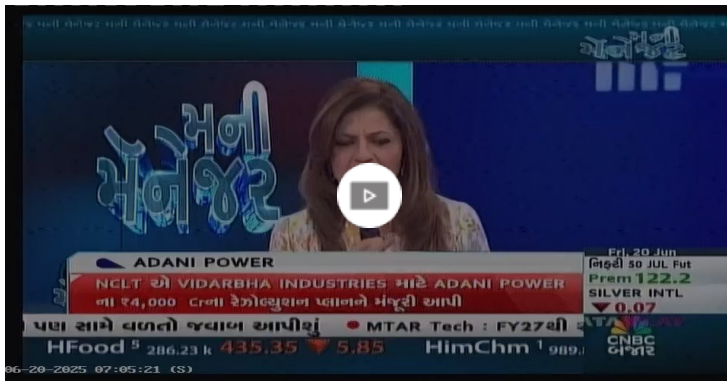 મની
મૅનેજર
મની
મૅનેજર
ADANI POWER
NCLT એ VIDARBHA INDUSTRIES માટે ADANI POWER
ના ₹4,000 Crના રેઝોલ્યુશન પ્લાનને મંજૂરી આપી
Fri, 20 Jun
નિફ્ટી 50 JUL Fut
Prem 122.2
SILVER INTL
▼ 0.07
પણ સામે વળતો જવાબ આપીશું • MTAR Tech : FY27થી
HFood 5 286.23 k 435.35 ▼ 5.85 HimChm 1 989.
CNBC
બજાર
06-20-2025 07:05:21 (S)